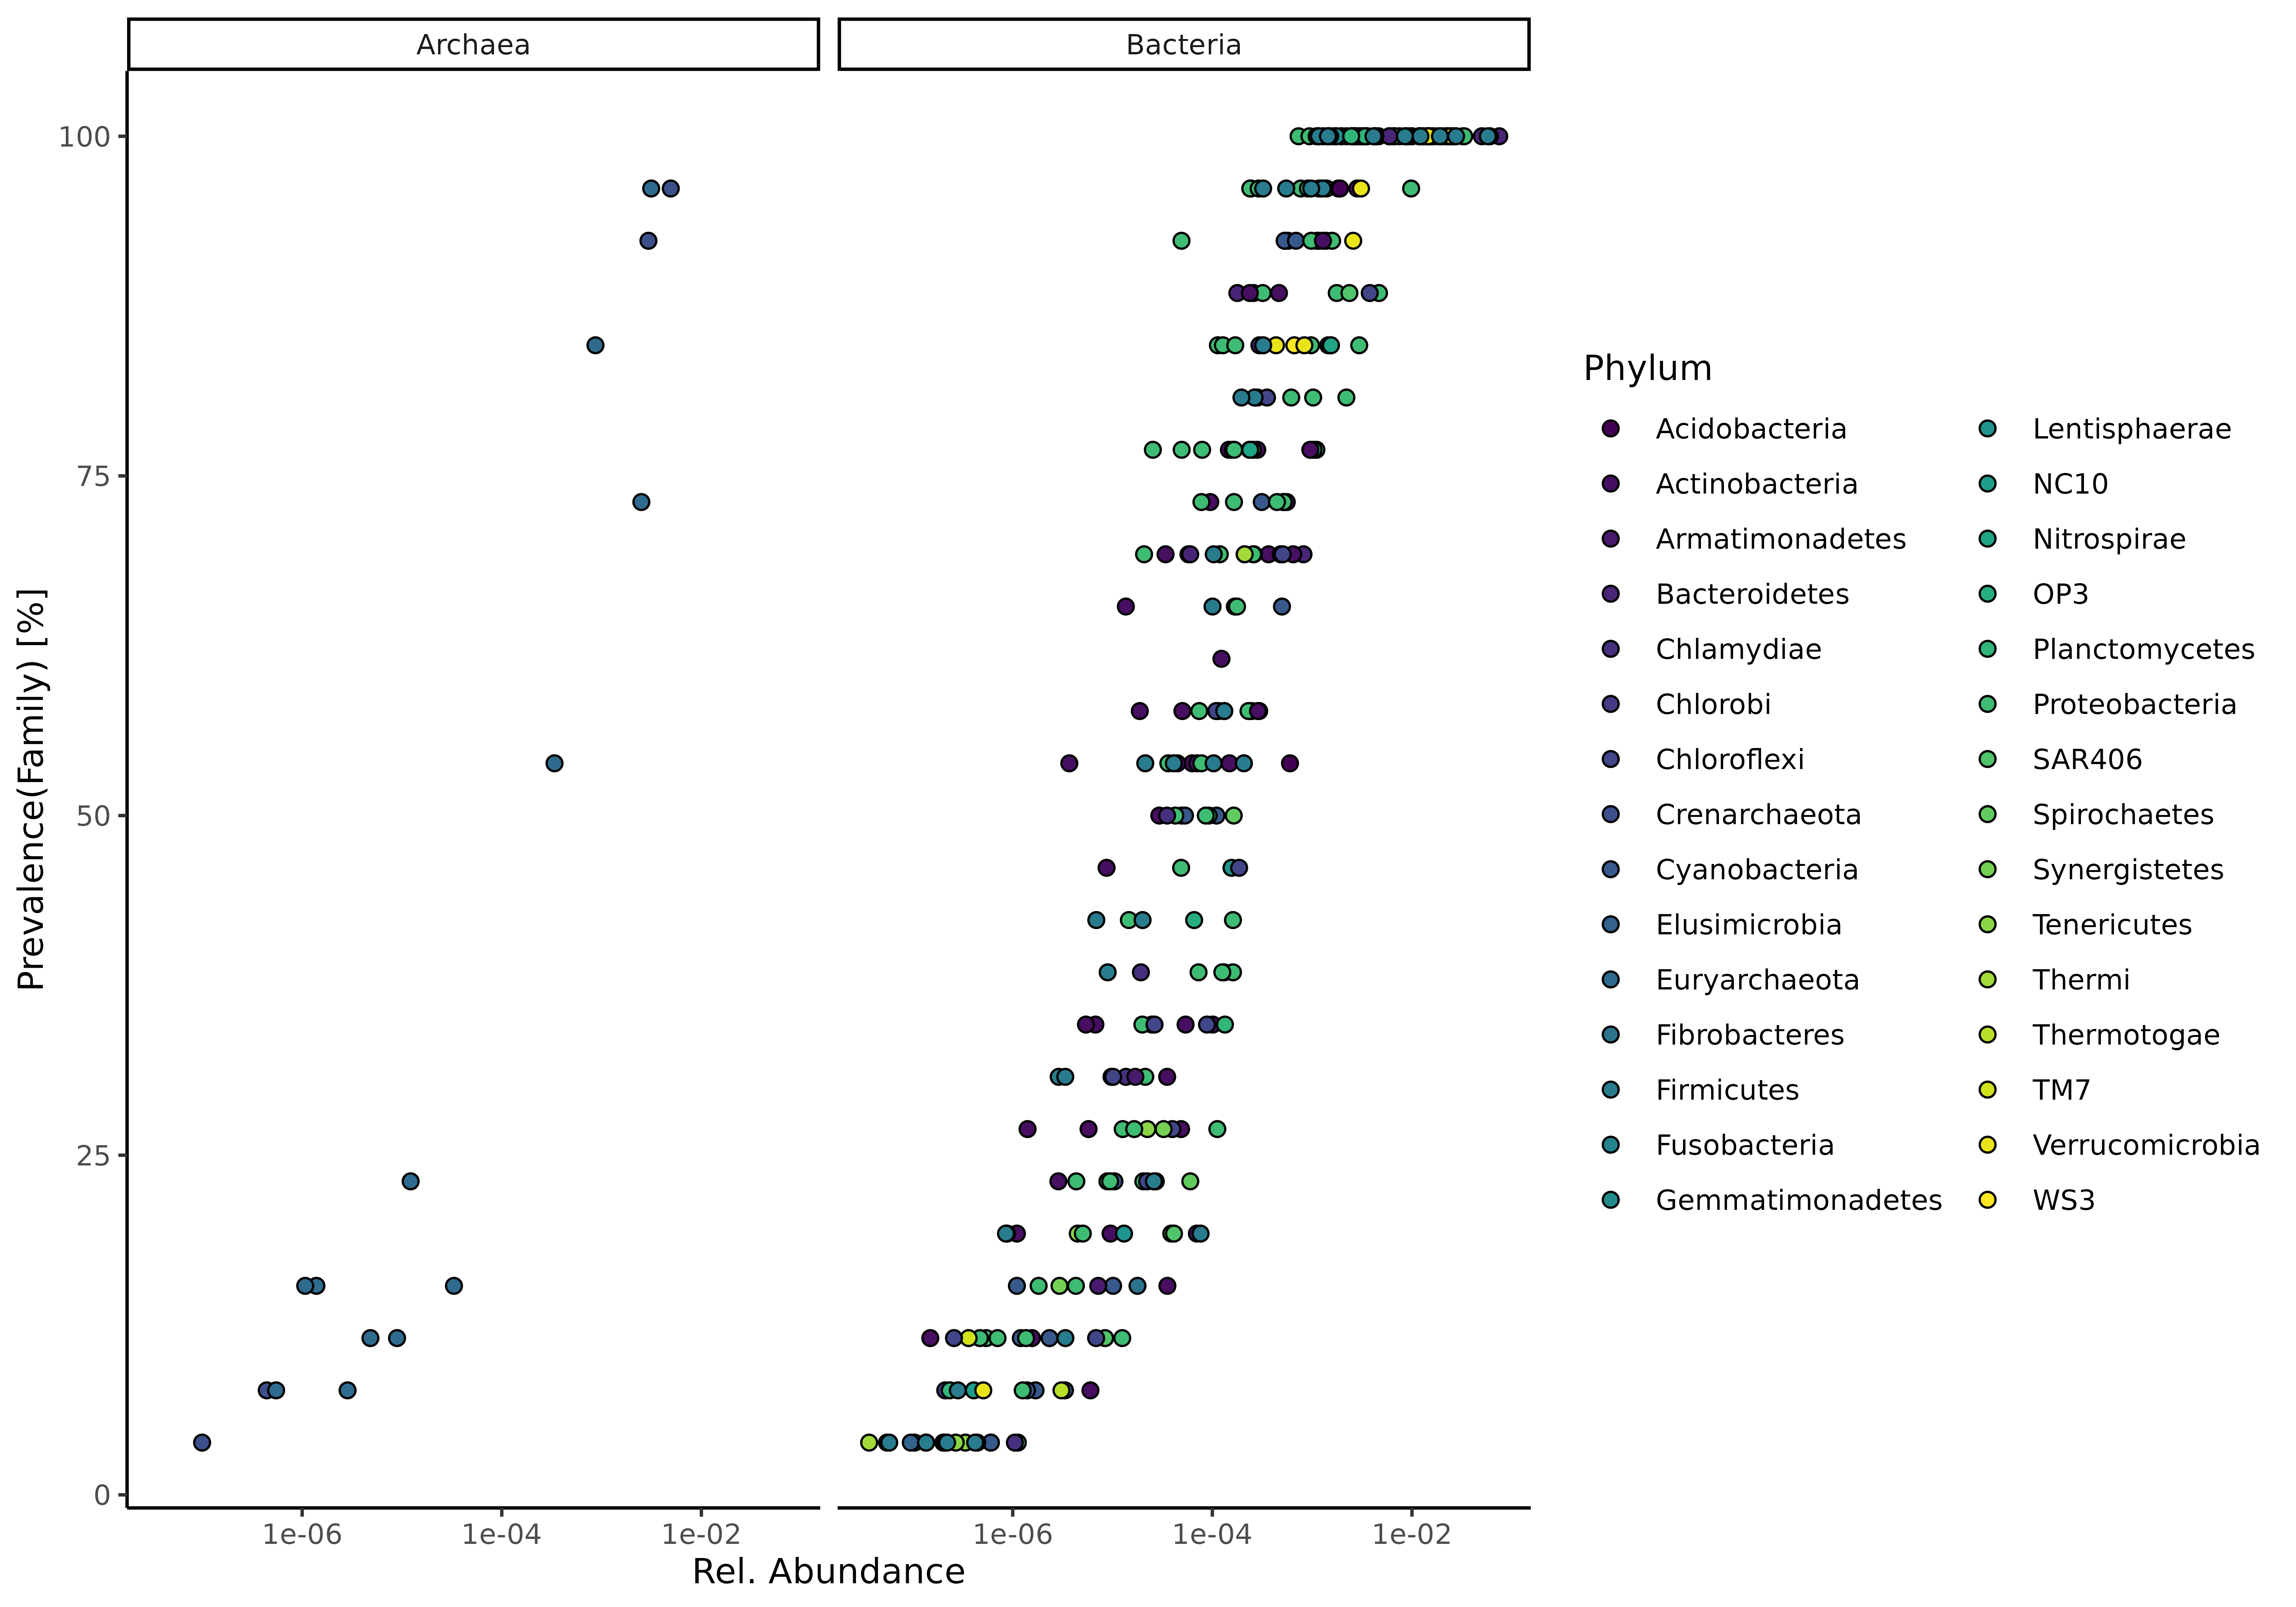 Archaea
Bacteria
Prevalence(Family) [%]
100
75
50
25
0
1e-06
1e-04
1e-02
1e-06
1e-04
1e-02
Rel. Abundance
Phylum
Acidobacteria
Actinobacteria
Armatimonadetes
Bacteroidetes
Chlamydiae
Chlorobi
Chloroflexi
Crenarchaeota
Cyanobacteria
Elusimicrobia
Euryarchaeota
Fibrobacteres
Firmicutes
Fusobacteria
Gemmatimonadetes
Lentisphaerae
NC10
Nitrospirae
OP3
Planctomycetes
Proteobacteria
SAR406
Spirochaetes
Synergistetes
Tenericutes
Thermi
Thermotogae
TM7
Verrucomicrobia
WS3